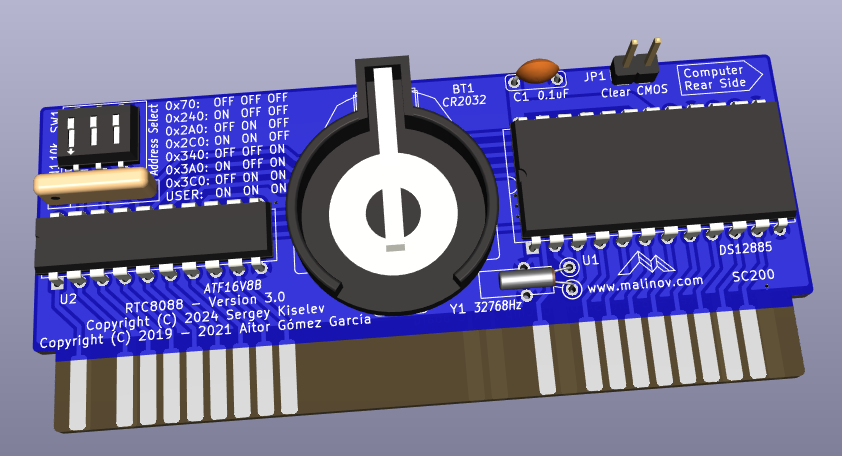 BT1
CR2032
C1 0.1uF
JP1
Clear CMOS
Computer
Rear Side
SW1
10k
Address Select
0x70: OFF OFF OFF
0x240: ON OFF OFF
0x2A0: OFF ON OFF
0x2C0: ON ON OFF
0x340: OFF OFF ON
0x3A0: ON OFF ON
0x3C0: OFF ON ON
USER: ON ON ON
U2
ATF16V8B
RTC8088 – Version 3.0
Copyright (C) 2024 Sergey Kiselev
Copyright (C) 2019 – 2021 Aitor Gómez García
Y1 32768Hz
U1
www.malinov.com
DS12885
SC200